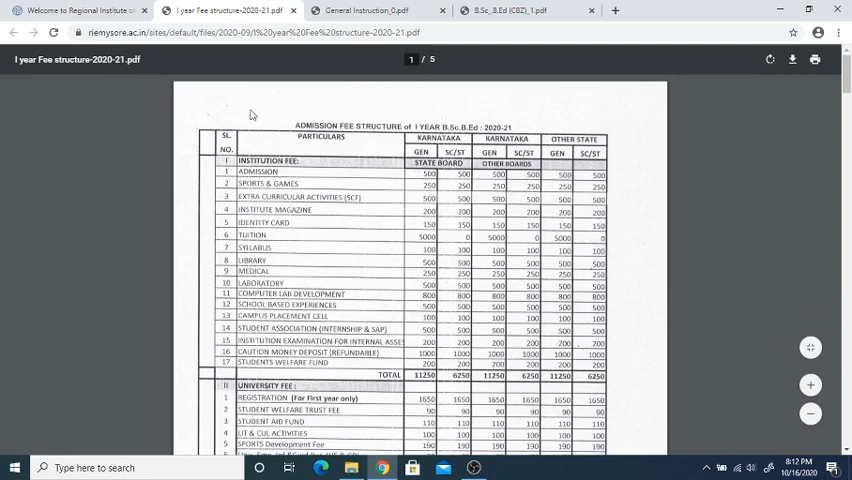 Welcome to Regional Institute of
I year Fee structure-2020-21.pdf
General Instruction_0.pdf
B.Sc_B.Ed (CBZ)_1.pdf
riemysore.ac.in/sites/default/files/2020-09/I%20year%20Fee%20structure-2020-21.pdf
I year Fee structure-2020-21.pdf
1 / 5
ADMISSION FEE STRUCTURE of I YEAR B.Sc.B.Ed : 2020-21
SL. NO. PARTICULARS KARNATAKA KARNATAKA OTHER STATE
GEN SC/ST GEN SC/ST GEN SC/ST
I INSTITUTION FEE: STATE BOARD OTHER BOARDS
1 ADMISSION 500 500 500 500 500 500
2 SPORTS & GAMES 250 250 250 250 250 250
3 EXTRA CURRICULAR ACTIVITIES (SCF) 500 500 500 500 500 500
4 INSTITUTE MAGAZINE 200 200 200 200 200 200
5 IDENTITY CARD 150 150 150 150 150 150
6 TUITION 5000 0 5000 0 5000 0
7 SYLLABUS 100 100 100 100 100 100
8 LIBRARY 500 500 500 500 500 500
9 MEDICAL 250 250 250 250 250 250
10 LABORATORY 500 500 500 500 500 500
11 COMPUTER LAB DEVELOPMENT 800 800 800 800 800 800
12 SCHOOL BASED EXPERIENCES 500 500 500 500 500 500
13 CAMPUS PLACEMENT CELL 100 100 100 100 100 100
14 STUDENT ASSOCIATION (INTERNSHIP & SAP) 500 500 500 500 500 500
15 INSTITUTION EXAMINATION FOR INTERNAL ASSES 200 200 200 200 200 200
16 CAUTION MONEY DEPOSIT (REFUNDABLE) 1000 1000 1000 1000 1000 1000
17 STUDENTS WELFARE FUND 200 200 200 200 200 200
TOTAL 11250 6250 11250 6250 11250 6250
II UNIVERSITY FEE :
1 REGISTRATION (For First year only) 1650 1650 1650 1650 1650 1650
2 STUDENT WELFARE TRUST FEE 90 90 90 90 90 90
3 STUDENT AID FUND 110 110 110 110 110 110
4 LIT & CUL ACTIVITIES 100 100 100 100 100 100
5 SPORTS Development Fee 190 190 190 190 190 190
Type here to search
8:12 PM
10/16/2020